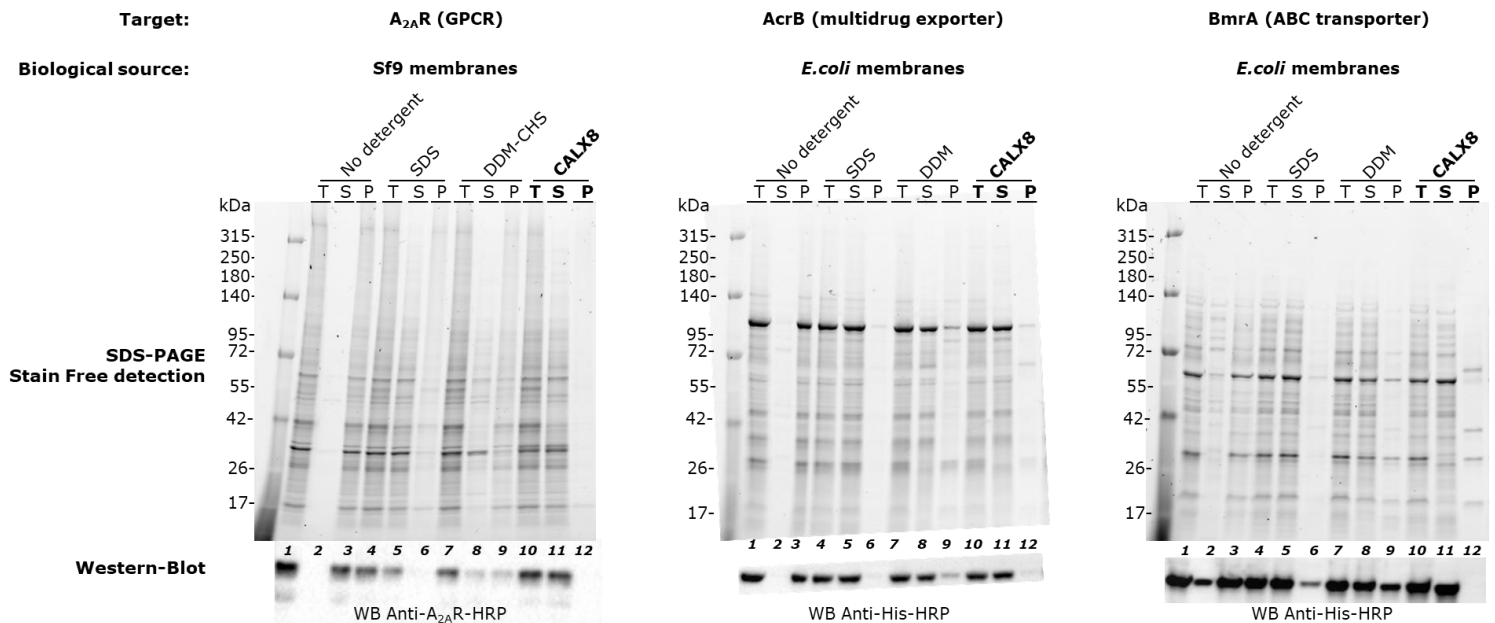 Target: A2AR (GPCR) AcrB (multidrug exporter) BmrA (ABC transporter)
Biological source: Sf9 membranes E.coli membranes E.coli membranes
No detergent SDS DDM-CHS CALX8 No detergent SDS DDM CALX8 No detergent SDS DDM CALX8
T S P T S P T S P T S P T S P T S P T S P T S P T S P T S P T S P T S P
kDa kDa kDa
315- 315- 315-
250- 250- 250-
180- 180- 180-
140- 140- 140-
95- 95- 95-
72- 72- 72-
SDS-PAGE
Stain Free detection
55- 55- 55-
42- 42- 42-
26- 26- 26-
17- 17- 17-
1 2 3 4 5 6 7 8 9 10 11 12 1 2 3 4 5 6 7 8 9 10 11 12 1 2 3 4 5 6 7 8 9 10 11 12
Western-Blot
WB Anti-A2AR-HRP WB Anti-His-HRP WB Anti-His-HRP